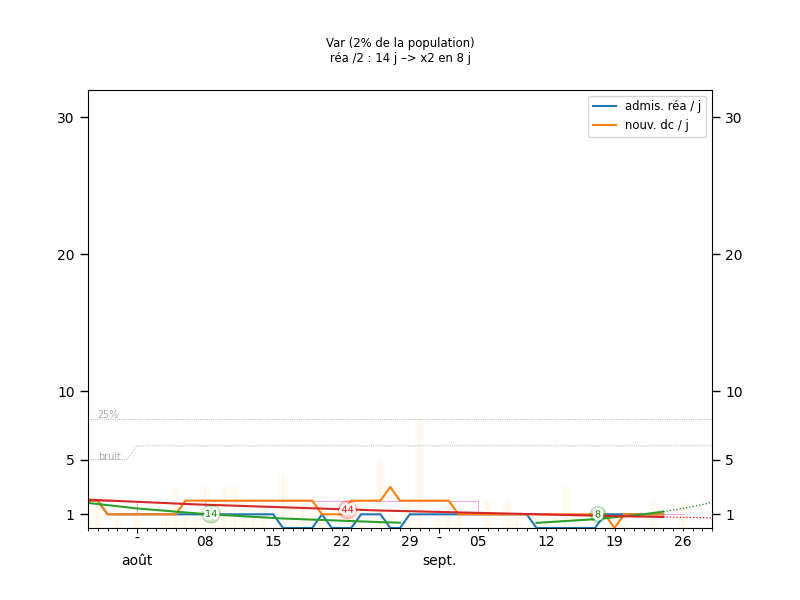 Var (2% de la population)
réa /2 : 14 j –> x2 en 8 j
admis. réa / j
nouv. dc / j
30 30
20 20
10 10
25%
bruit
5 5
1 1
14 44 8
- 08 15 22 29 - 05 12 19 26
août sept.